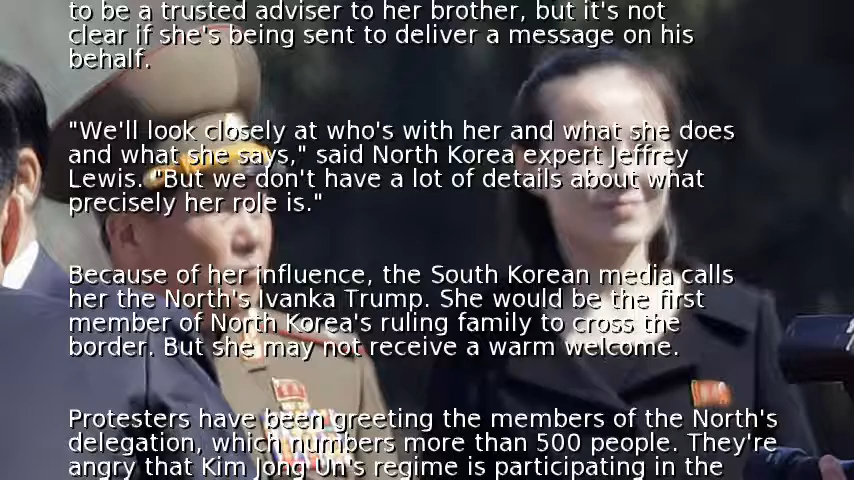 to be a trusted adviser to her brother, but it's not
clear if she's being sent to deliver a message on his
behalf.
"We'll look closely at who's with her and what she does
and what she says," said North Korea expert Jeffrey
Lewis. "But we don't have a lot of details about what
precisely her role is."
Because of her influence, the South Korean media calls
her the North's Ivanka Trump. She would be the first
member of North Korea's ruling family to cross the
border. But she may not receive a warm welcome.
Protesters have been greeting the members of the North's
delegation, which numbers more than 500 people. They're
angry that Kim Jong Un's regime is participating in the